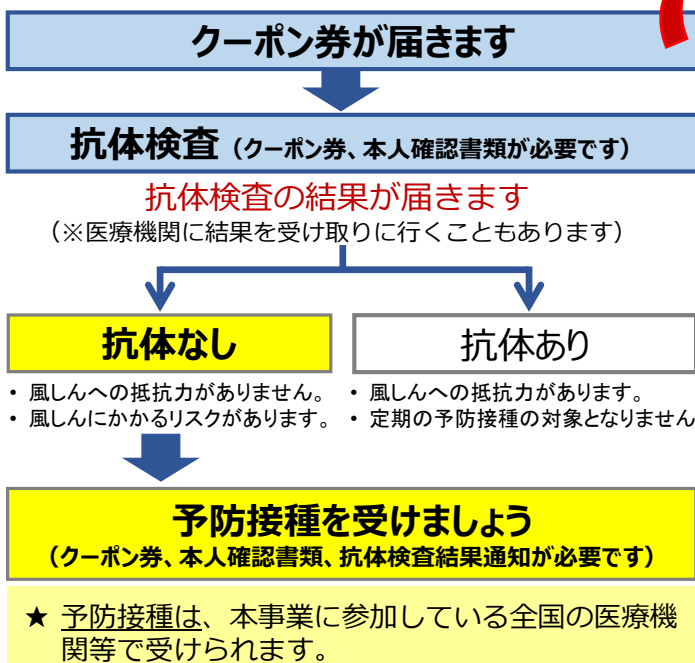 クーポン券が届きます
抗体検査（クーポン券、本人確認書類が必要です）
抗体検査の結果が届きます
（※医療機関に結果を受け取りに行くこともあります）
抗体なし
・ 風しんへの抵抗力がありません。
・ 風しんにかかるリスクがあります。
抗体あり
・ 風しんへの抵抗力があります。
・ 定期の予防接種の対象となりません
予防接種を受けましょう
（クーポン券、本人確認書類、抗体検査結果通知が必要です）
★ 予防接種は、本事業に参加している全国の医療機
関等で受けられます。